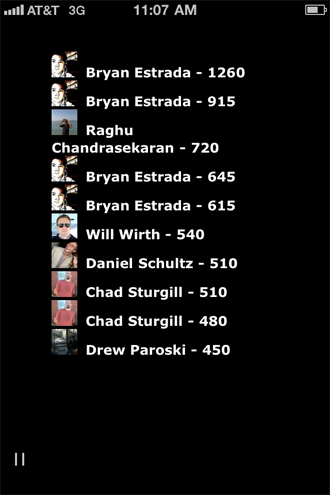 AT&T 3G 11:07 AM
Bryan Estrada - 1260
Bryan Estrada - 915
Raghu
Chandrasekaran - 720
Bryan Estrada - 645
Bryan Estrada - 615
Will Wirth - 540
Daniel Schultz - 510
Chad Sturgill - 510
Chad Sturgill - 480
Drew Paroski - 450